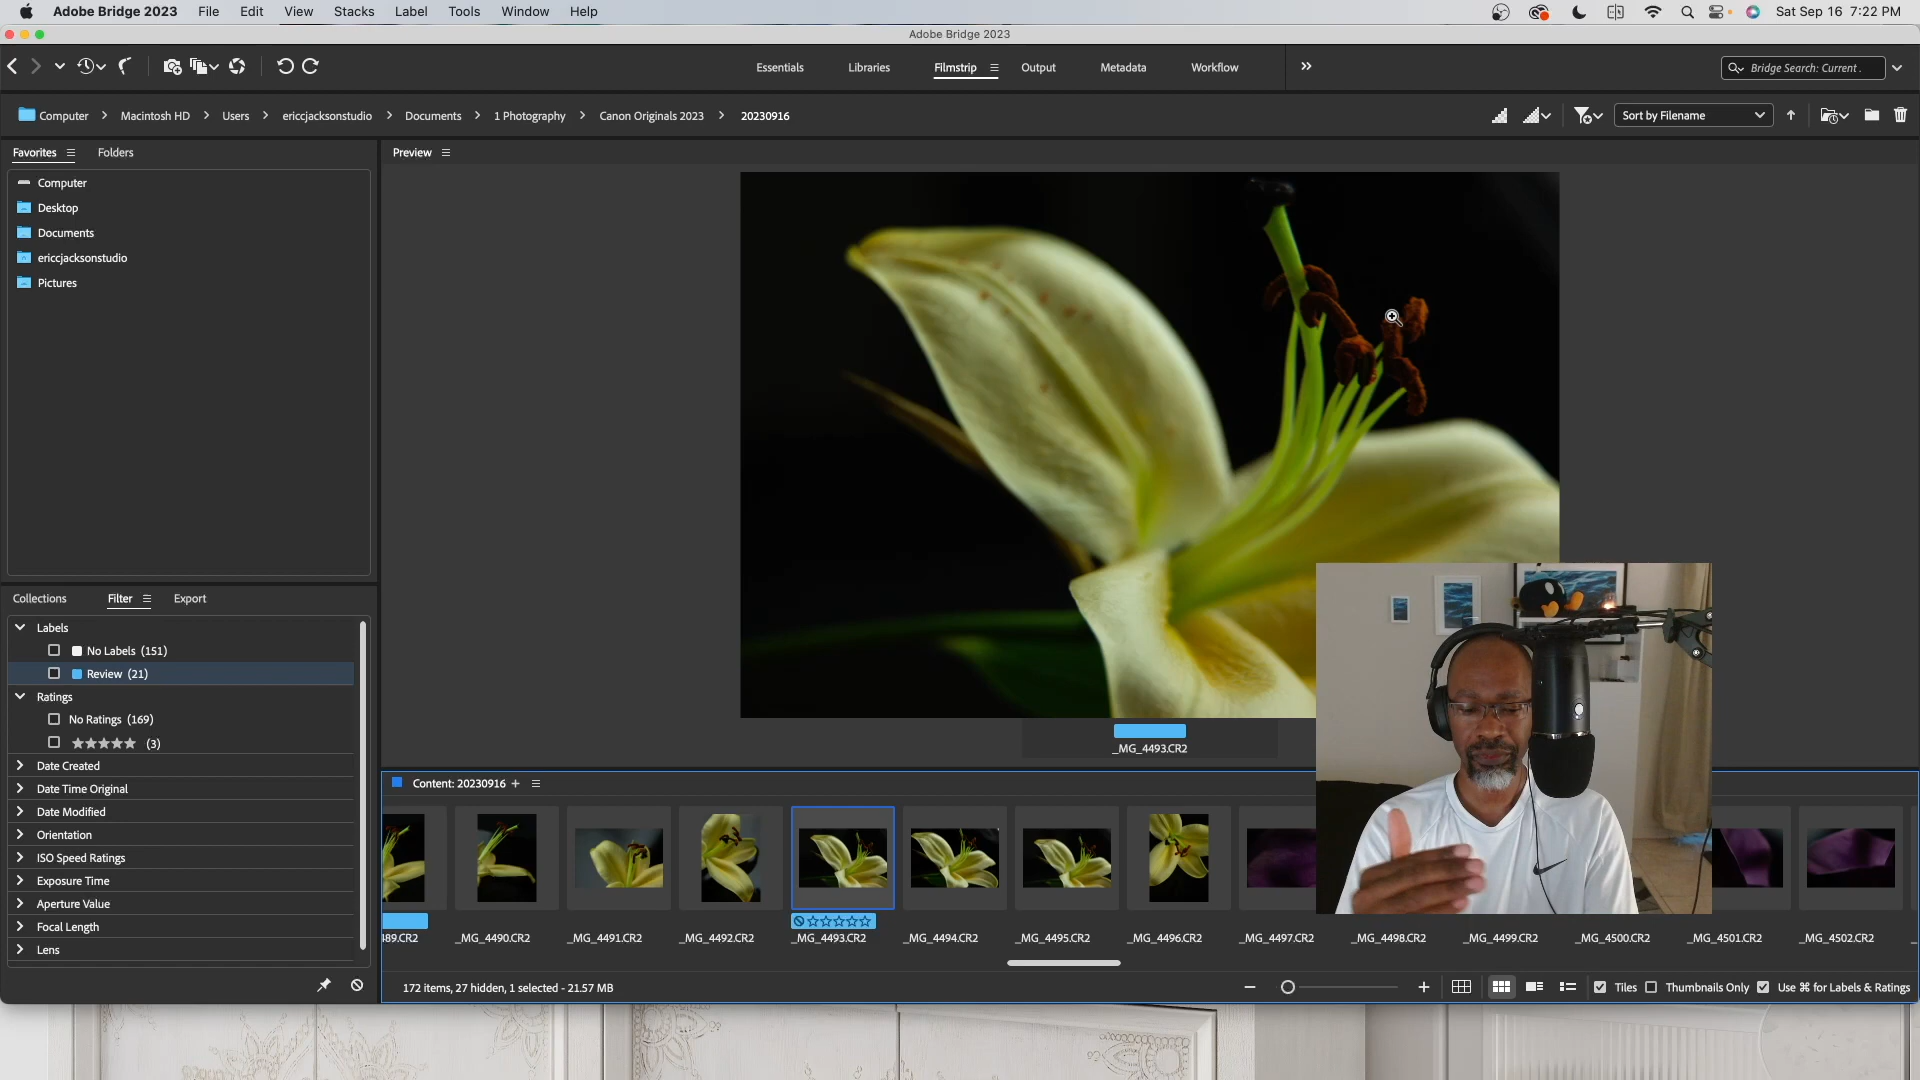 Adobe Bridge 2023 File Edit View Stacks Label Tools Window Help Sat Sep 16 7:22 PM
Adobe Bridge 2023
Essentials Libraries Filmstrip Output Metadata Workflow Bridge Search: Current .
Computer Macintosh HD Users ericcjacksonstudio Documents 1 Photography Canon Originals 2023 20230916 Sort by Filename
Favorites Folders
Preview
Computer
Desktop
Documents
ericcjacksonstudio
Pictures
Collections Filter Export
Labels
No Labels (151)
Review (21)
Ratings
No Ratings (169)
(3)
Date Created
Date Time Original
Date Modified
Orientation
ISO Speed Ratings
Exposure Time
Aperture Value
Focal Length
Lens
_MG_4493.CR2
Content: 20230916
489.CR2 _MG_4490.CR2 _MG_4491.CR2 _MG_4492.CR2 _MG_4493.CR2 _MG_4494.CR2 _MG_4495.CR2 _MG_4496.CR2 _MG_4497.CR2 _MG_4498.CR2 _MG_4499.CR2 _MG_4500.CR2 _MG_4501.CR2 _MG_4502.CR2
172 items, 27 hidden, 1 selected - 21.57 MB
Tiles Thumbnails Only Use ⌘ for Labels & Ratings